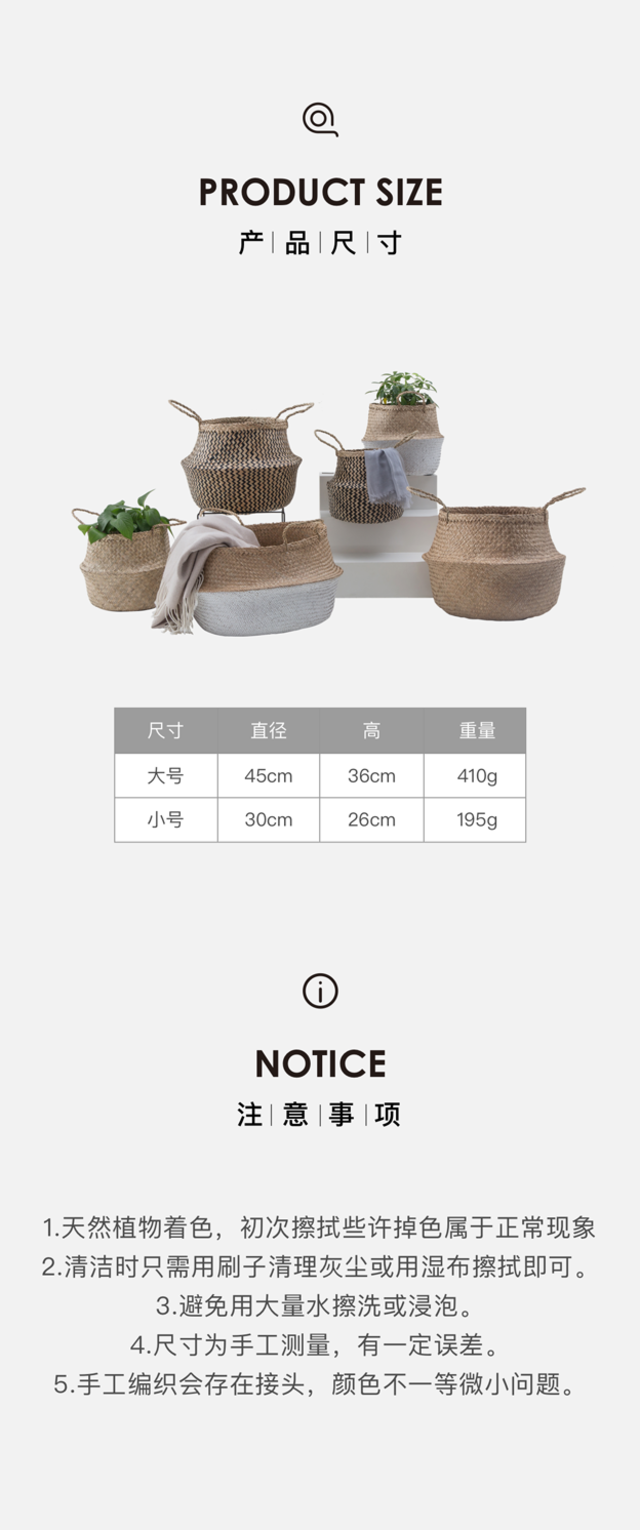 PRODUCT SIZE
产|品|尺|寸
尺寸 直径 高 重量
大号 45cm 36cm 410g
小号 30cm 26cm 195g
NOTICE
注|意|事|项
1.天然植物着色，初次擦拭些许掉色属于正常现象
2.清洁时只需用刷子清理灰尘或用湿布擦拭即可。
3.避免用大量水擦洗或浸泡。
4.尺寸为手工测量，有一定误差。
5.手工编织会存在接头，颜色不一等微小问题。